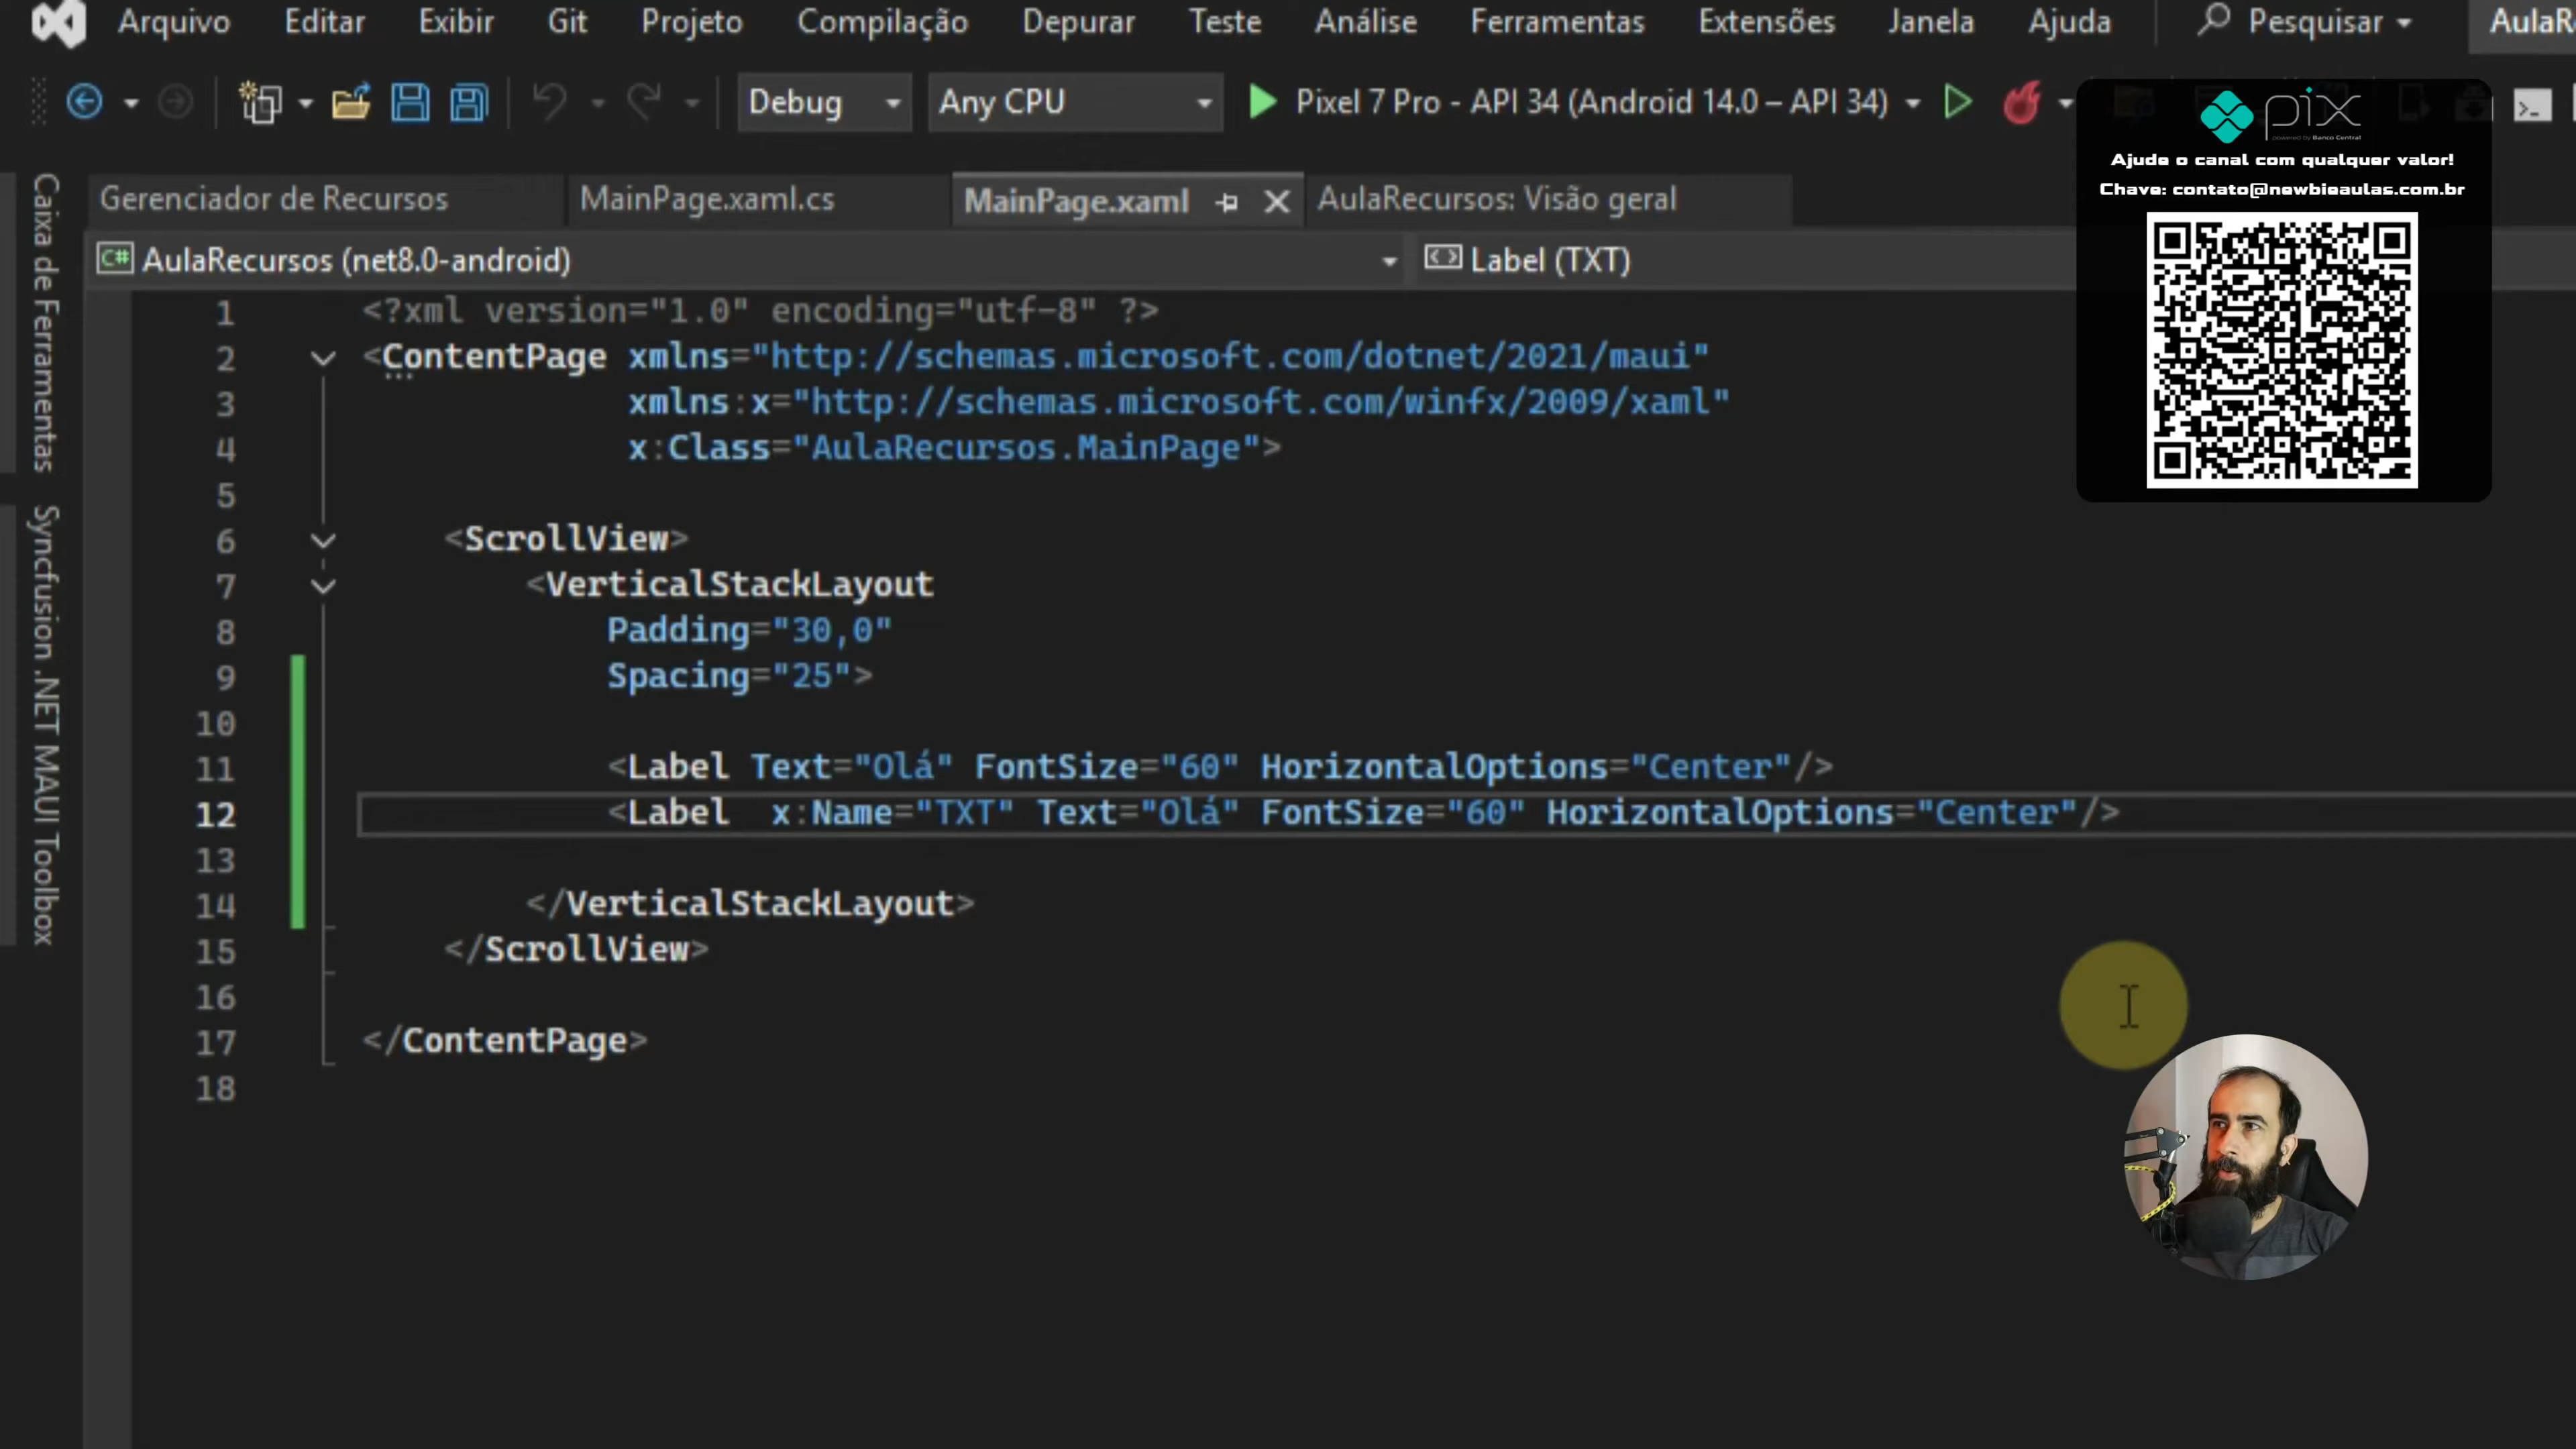 Arquivo Editar Exibir Git Projeto Compilação Depurar Teste Análise Ferramentas Extensões Janela Ajuda Pesquisar
Debug Any CPU Pixel 7 Pro - API 34 (Android 14.0 – API 34)
pix
powered by Banco Central
Ajude o canal com qualquer valor!
Chave: contato@newbieaulas.com.br
Caixa de Ferramentas
Syncfusion .NET MAUI Toolbox
Gerenciador de Recursos MainPage.xaml.cs MainPage.xaml AulaRecursos: Visão geral
C# AulaRecursos (net8.0-android) Label (TXT)
1 <?xml version="1.0" encoding="utf-8" ?>
2 <ContentPage xmlns="http://schemas.microsoft.com/dotnet/2021/maui"
3 xmlns:x="http://schemas.microsoft.com/winfx/2009/xaml"
4 x:Class="AulaRecursos.MainPage">
5
6 <ScrollView>
7 <VerticalStackLayout
8 Padding="30,0"
9 Spacing="25">
10
11 <Label Text="Olá" FontSize="60" HorizontalOptions="Center"/>
12 <Label  x:Name="TXT" Text="Olá" FontSize="60" HorizontalOptions="Center"/>
13
14 </VerticalStackLayout>
15 </ScrollView>
16
17 </ContentPage>
18